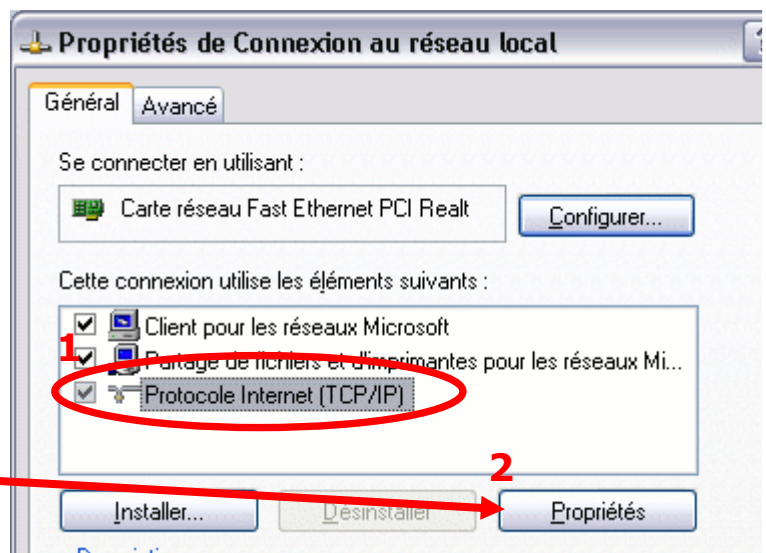 Propriétés de Connexion au réseau local
Général Avancé
Se connecter en utilisant :
Carte réseau Fast Ethernet PCI Realt
Configurer...
Cette connexion utilise les éléments suivants :
Client pour les réseaux Microsoft
1
Partage de fichiers et d'imprimantes pour les réseaux Mi...
Protocole Internet (TCP/IP)
2
Installer... Désinstaller Propriétés